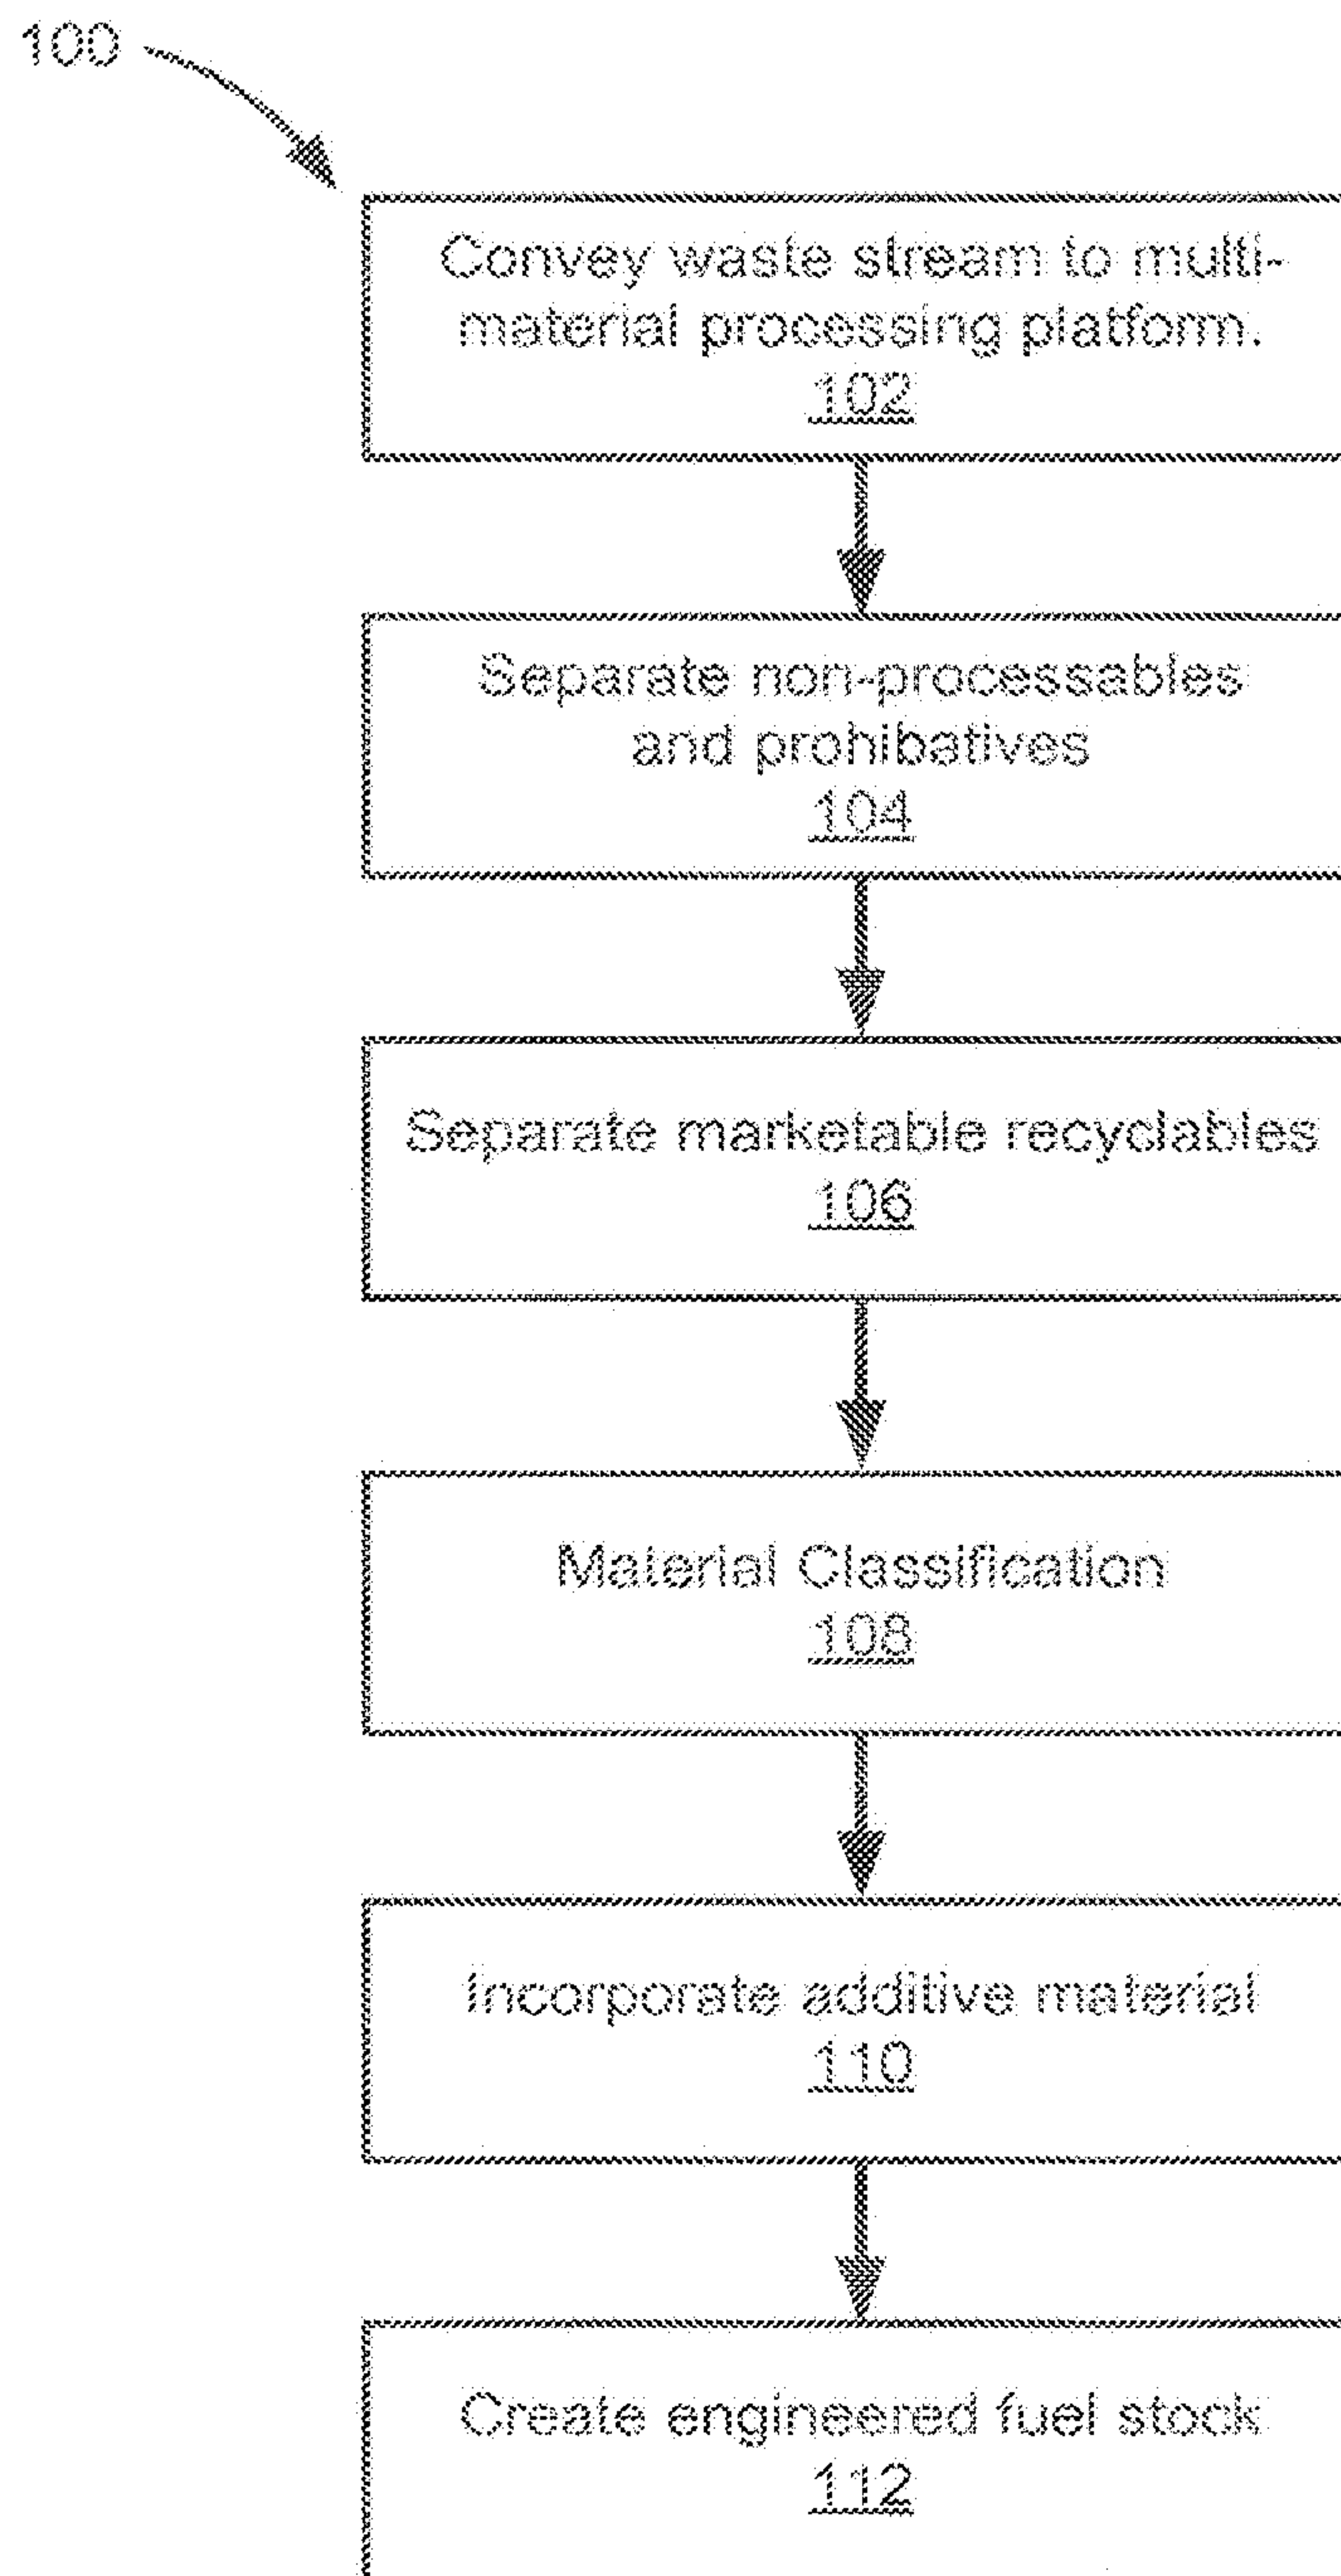 100
Convey waste stream to multi-
material processing platform.
102
Separate non-processables
and prohibatives
104
Separate marketable recyclables
106
Material Classification
108
Incorporate additive material
110
Create engineered fuel stock
112